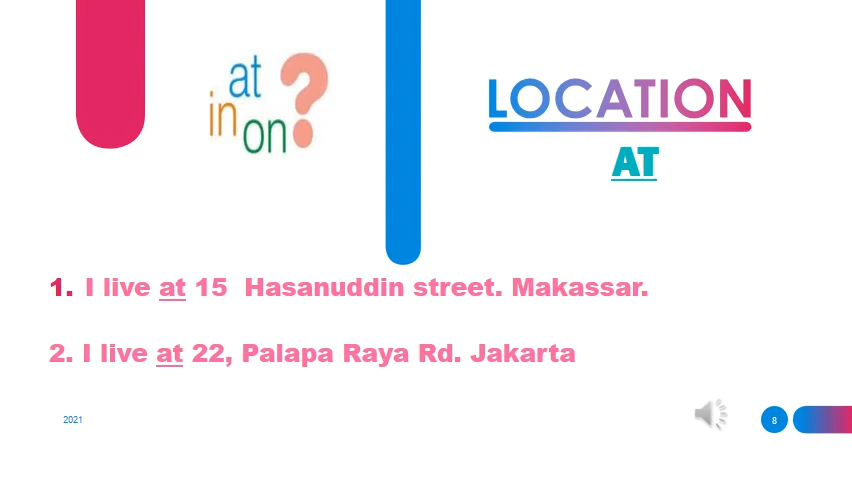 at
in
on?
LOCATION
AT
1. I live at 15  Hasanuddin street. Makassar.
2. I live at 22, Palapa Raya Rd. Jakarta
2021
8